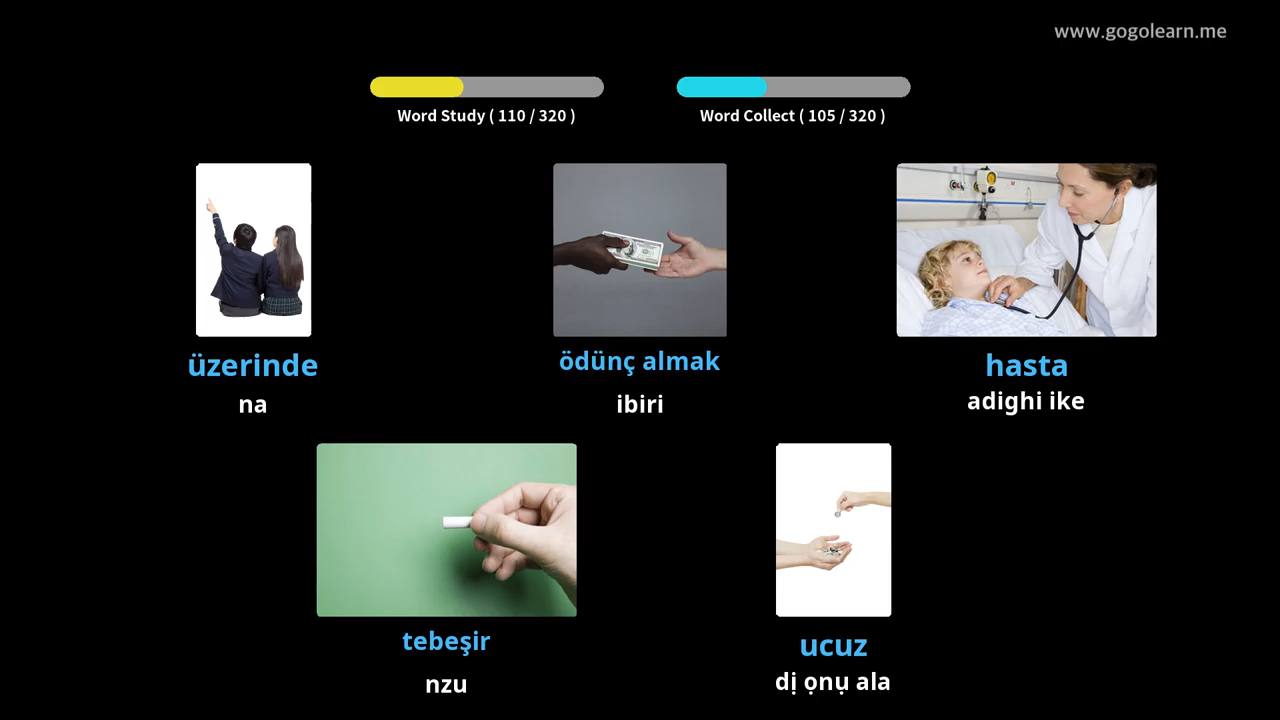 www.gogolearn.me
Word Study ( 110 / 320 )
Word Collect ( 105 / 320 )
üzerinde
na
ödünç almak
ibiri
hasta
adighi ike
tebeşir
nzu
ucuz
dị ọnụ ala